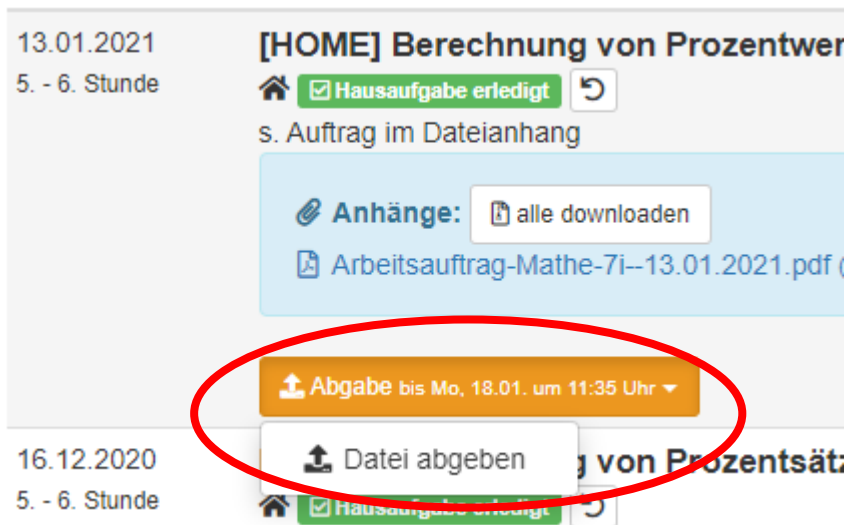 13.01.2021
5. - 6. Stunde
[HOME] Berechnung von Prozentwer
Hausaufgabe erledigt
s. Auftrag im Dateianhang
Anhänge: alle downloaden
Arbeitsauftrag-Mathe-7i--13.01.2021.pdf (
Abgabe bis Mo, 18.01. um 11:35 Uhr
Datei abgeben
16.12.2020
5. - 6. Stunde
g von Prozentsätz
Hausaufgabe erledigt